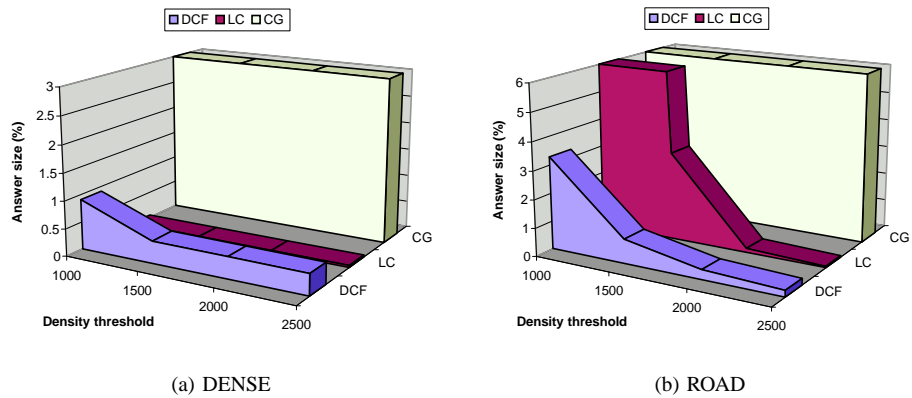 DCF LC CG
3
2.5
2
1.5
1
0.5
0
Answer size (%)
1000
1500
2000
2500
Density threshold
DCF
LC
CG
(a) DENSE
DCF LC CG
6
5
4
3
2
1
0
Answer size (%)
1000
1500
2000
2500
Density threshold
DCF
LC
CG
(b) ROAD